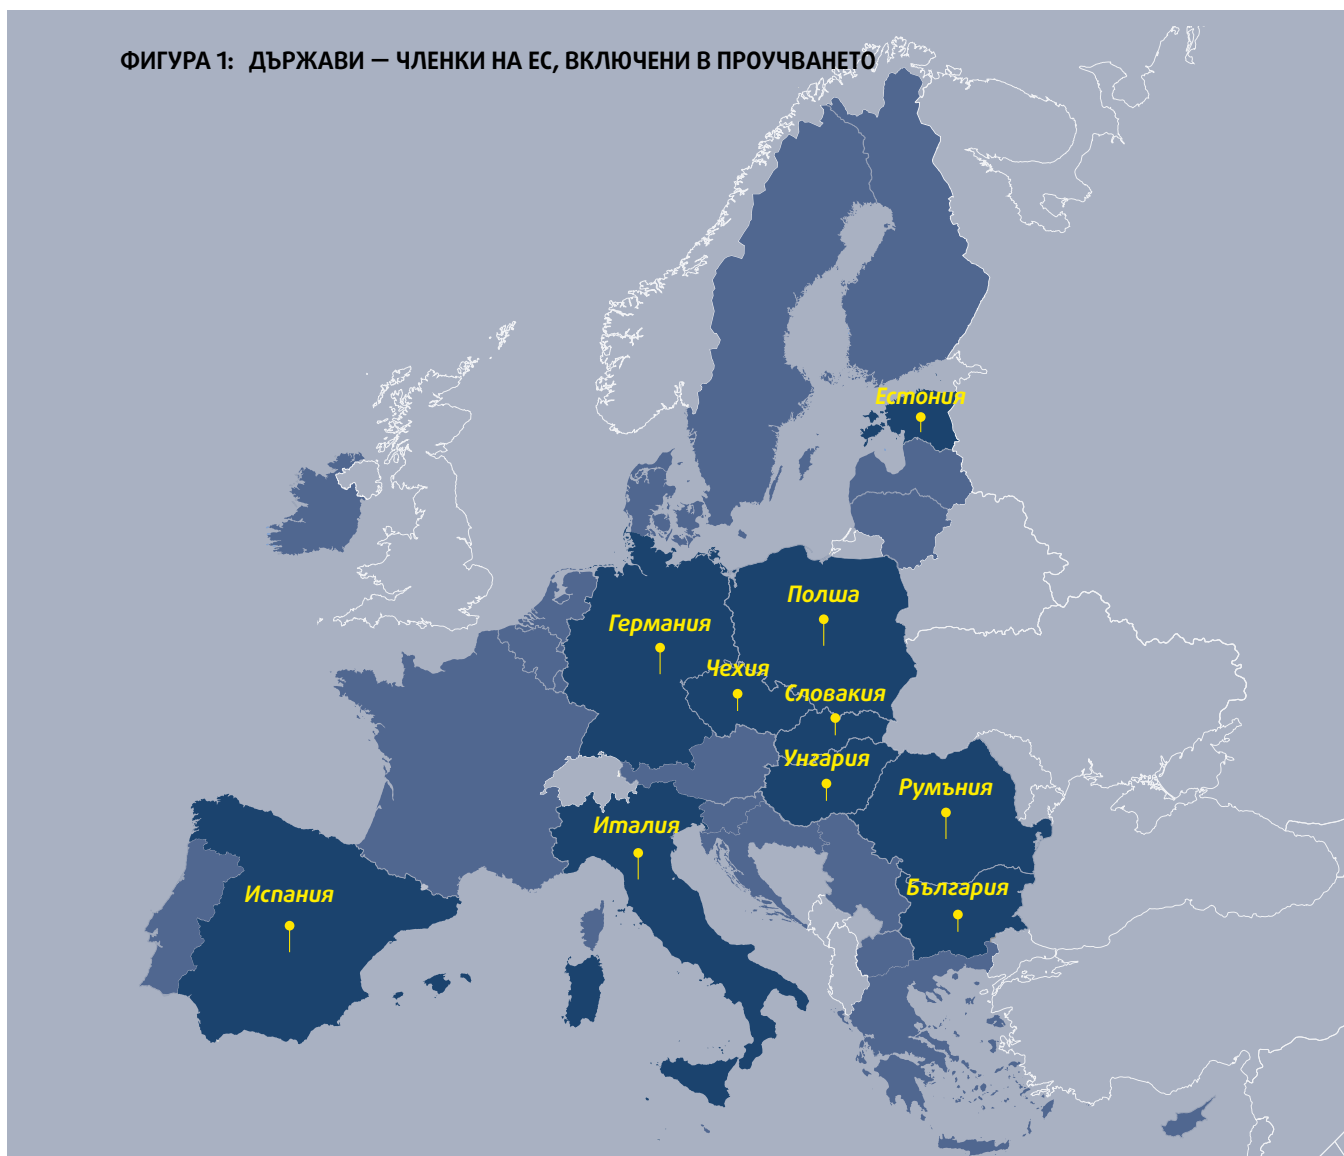 ФИГУРА 1: ДЪРЖАВИ — ЧЛЕНКИ НА ЕС, ВКЛЮЧЕНИ В ПРОУЧВАНЕТО
Естония
Полша
Германия
Чехия
Словакия
Унгария
Румъния
Италия
България
Испания